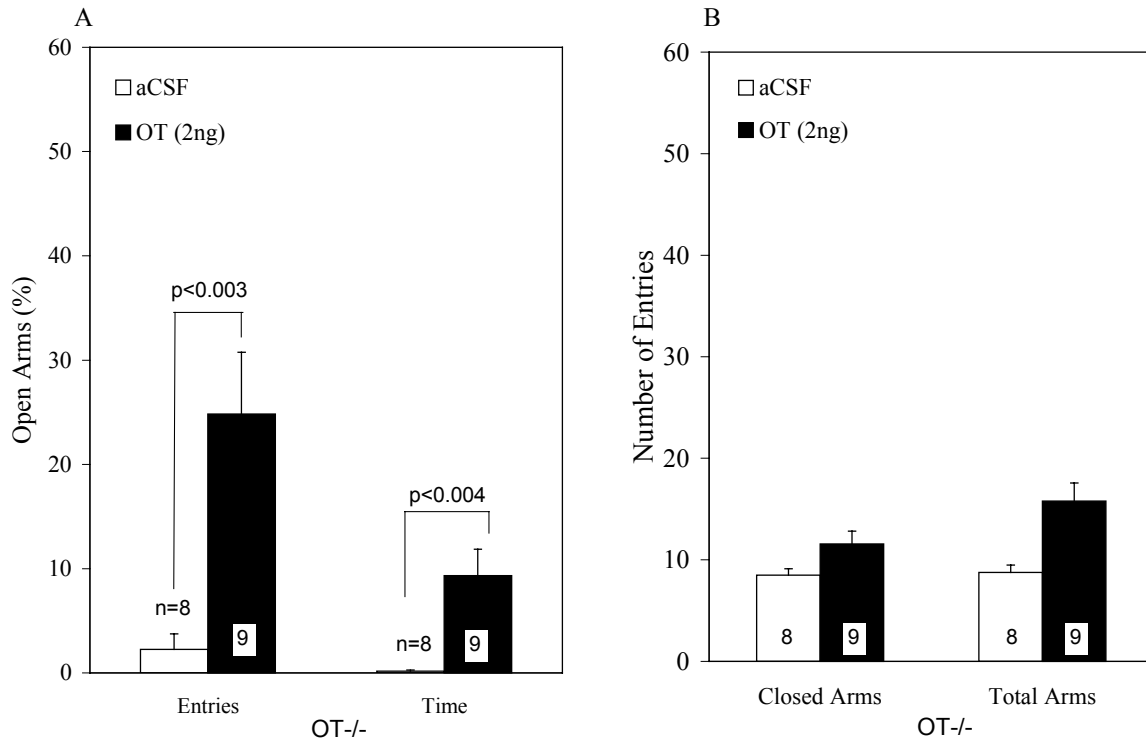 A
60
50
40
30
20
10
0
Open Arms (%)
aCSF
OT (2ng)
p<0.003
p<0.004
n=8
9
n=8
9
Entries
Time
OT-/-
B
60
50
40
30
20
10
0
Number of Entries
aCSF
OT (2ng)
8
9
8
9
Closed Arms
Total Arms
OT-/-